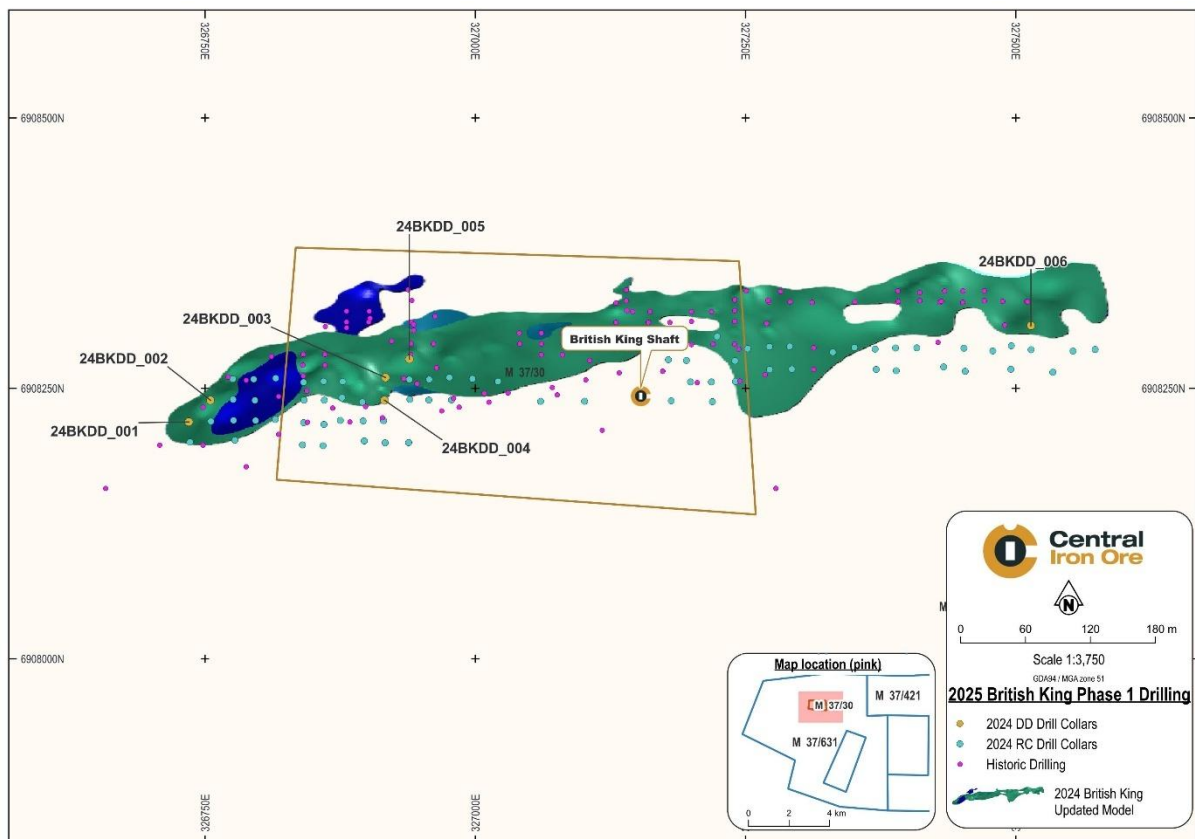 326750E
327000E
327250E
327500E
6908500N
6908500N
24BKDD_005
24BKDD_006
24BKDD_003
British King Shaft
24BKDD_002
M 37/30
6908250N
6908250N
24BKDD_001
24BKDD_004
Central
Iron Ore
N
M
0 60 120 180 m
Scale 1:3,750
GDA94 / MGA zone 51
2025 British King Phase 1 Drilling
2024 DD Drill Collars
2024 RC Drill Collars
Historic Drilling
2024 British King
Updated Model
6908000N
Map location (pink)
M 37/421
M 37/30
M 37/631
0 2 4 km
326750E
327000E